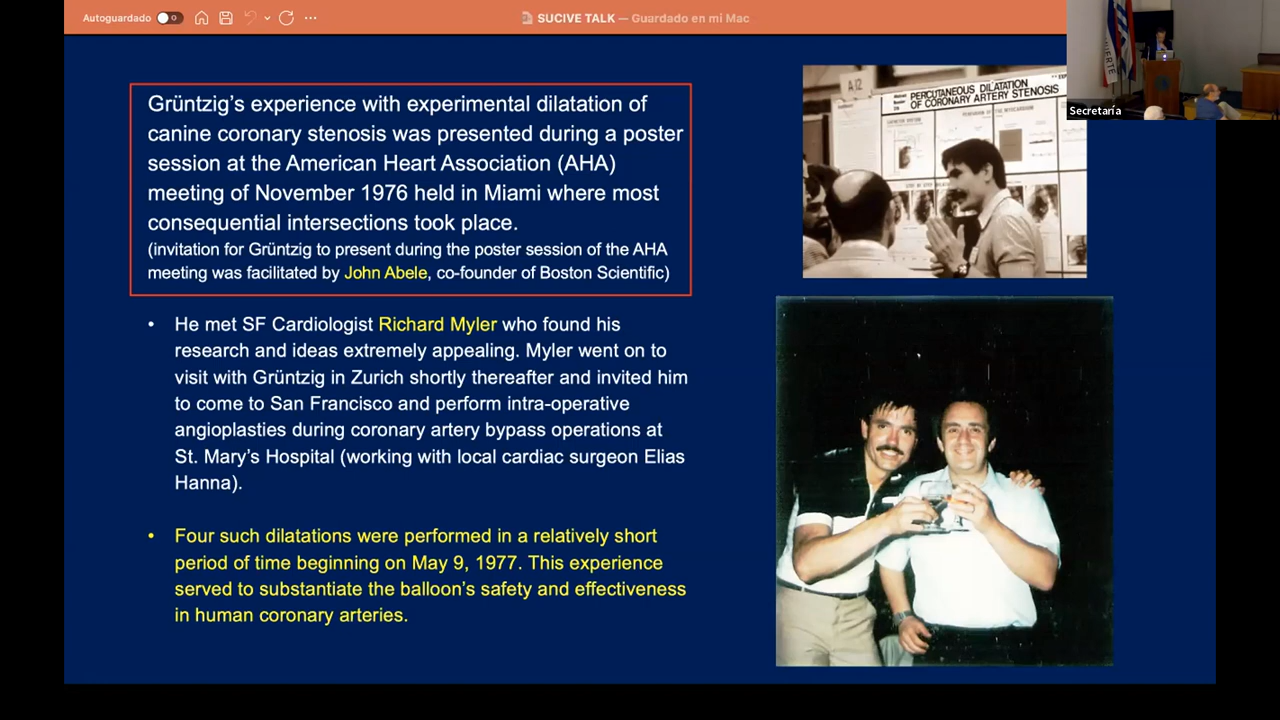 Autoguardado
SUCIVE TALK — Guardado en mi Mac
Secretaría
Grüntzig's experience with experimental dilatation of
canine coronary stenosis was presented during a poster
session at the American Heart Association (AHA)
meeting of November 1976 held in Miami where most
consequential intersections took place.
(invitation for Grüntzig to present during the poster session of the AHA
meeting was facilitated by John Abele, co-founder of Boston Scientific)
• He met SF Cardiologist Richard Myler who found his
research and ideas extremely appealing. Myler went on to
visit with Grüntzig in Zurich shortly thereafter and invited him
to come to San Francisco and perform intra-operative
angioplasties during coronary artery bypass operations at
St. Mary's Hospital (working with local cardiac surgeon Elias
Hanna).
• Four such dilatations were performed in a relatively short
period of time beginning on May 9, 1977. This experience
served to substantiate the balloon's safety and effectiveness
in human coronary arteries.
A12
PERCUTANEOUS DILATATION
OF CORONARY ARTERY STENOSIS